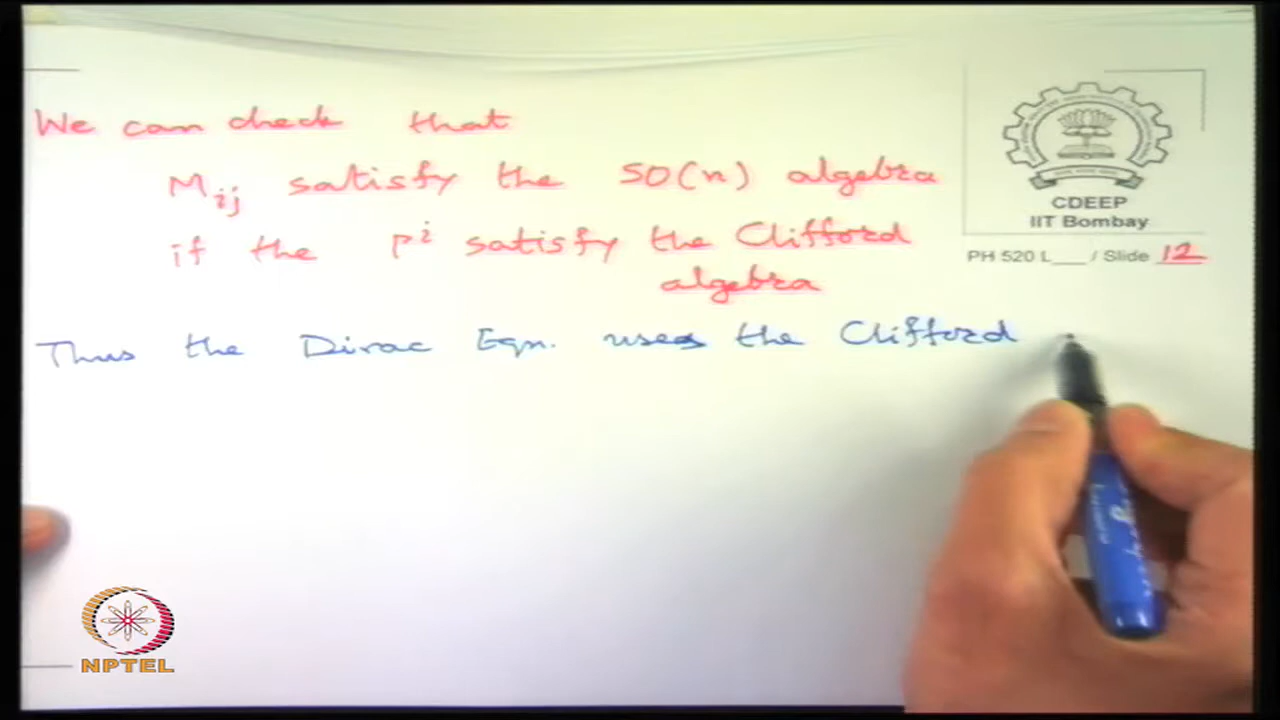 We can check that
M_ij satisfy the SO(n) algebra
if the Γ^i satisfy the Clifford
algebra
Thus the Dirac Eqn. uses the Clifford
CDEEP
IIT Bombay
PH 520 L___ / Slide 12
NPTEL